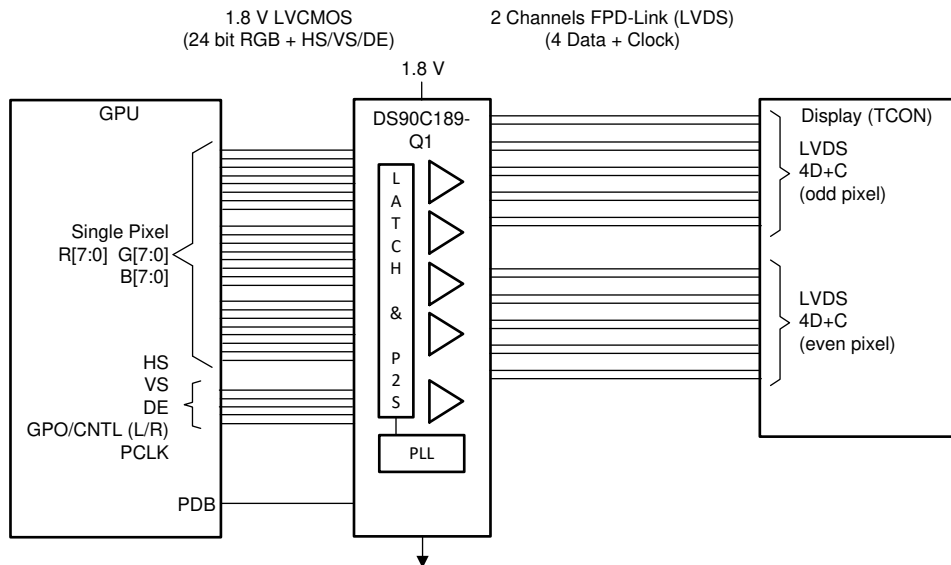 1.8 V LVCMOS
(24 bit RGB + HS/VS/DE)
2 Channels FPD-Link (LVDS)
(4 Data + Clock)
1.8 V
GPU
Single Pixel
R[7:0] G[7:0]
B[7:0]
HS
VS
DE
GPO/CNTL (L/R)
PCLK
PDB
DS90C189-
Q1
L
A
T
C
H
&
P
2
S
PLL
Display (TCON)
LVDS
4D+C
(odd pixel)
LVDS
4D+C
(even pixel)